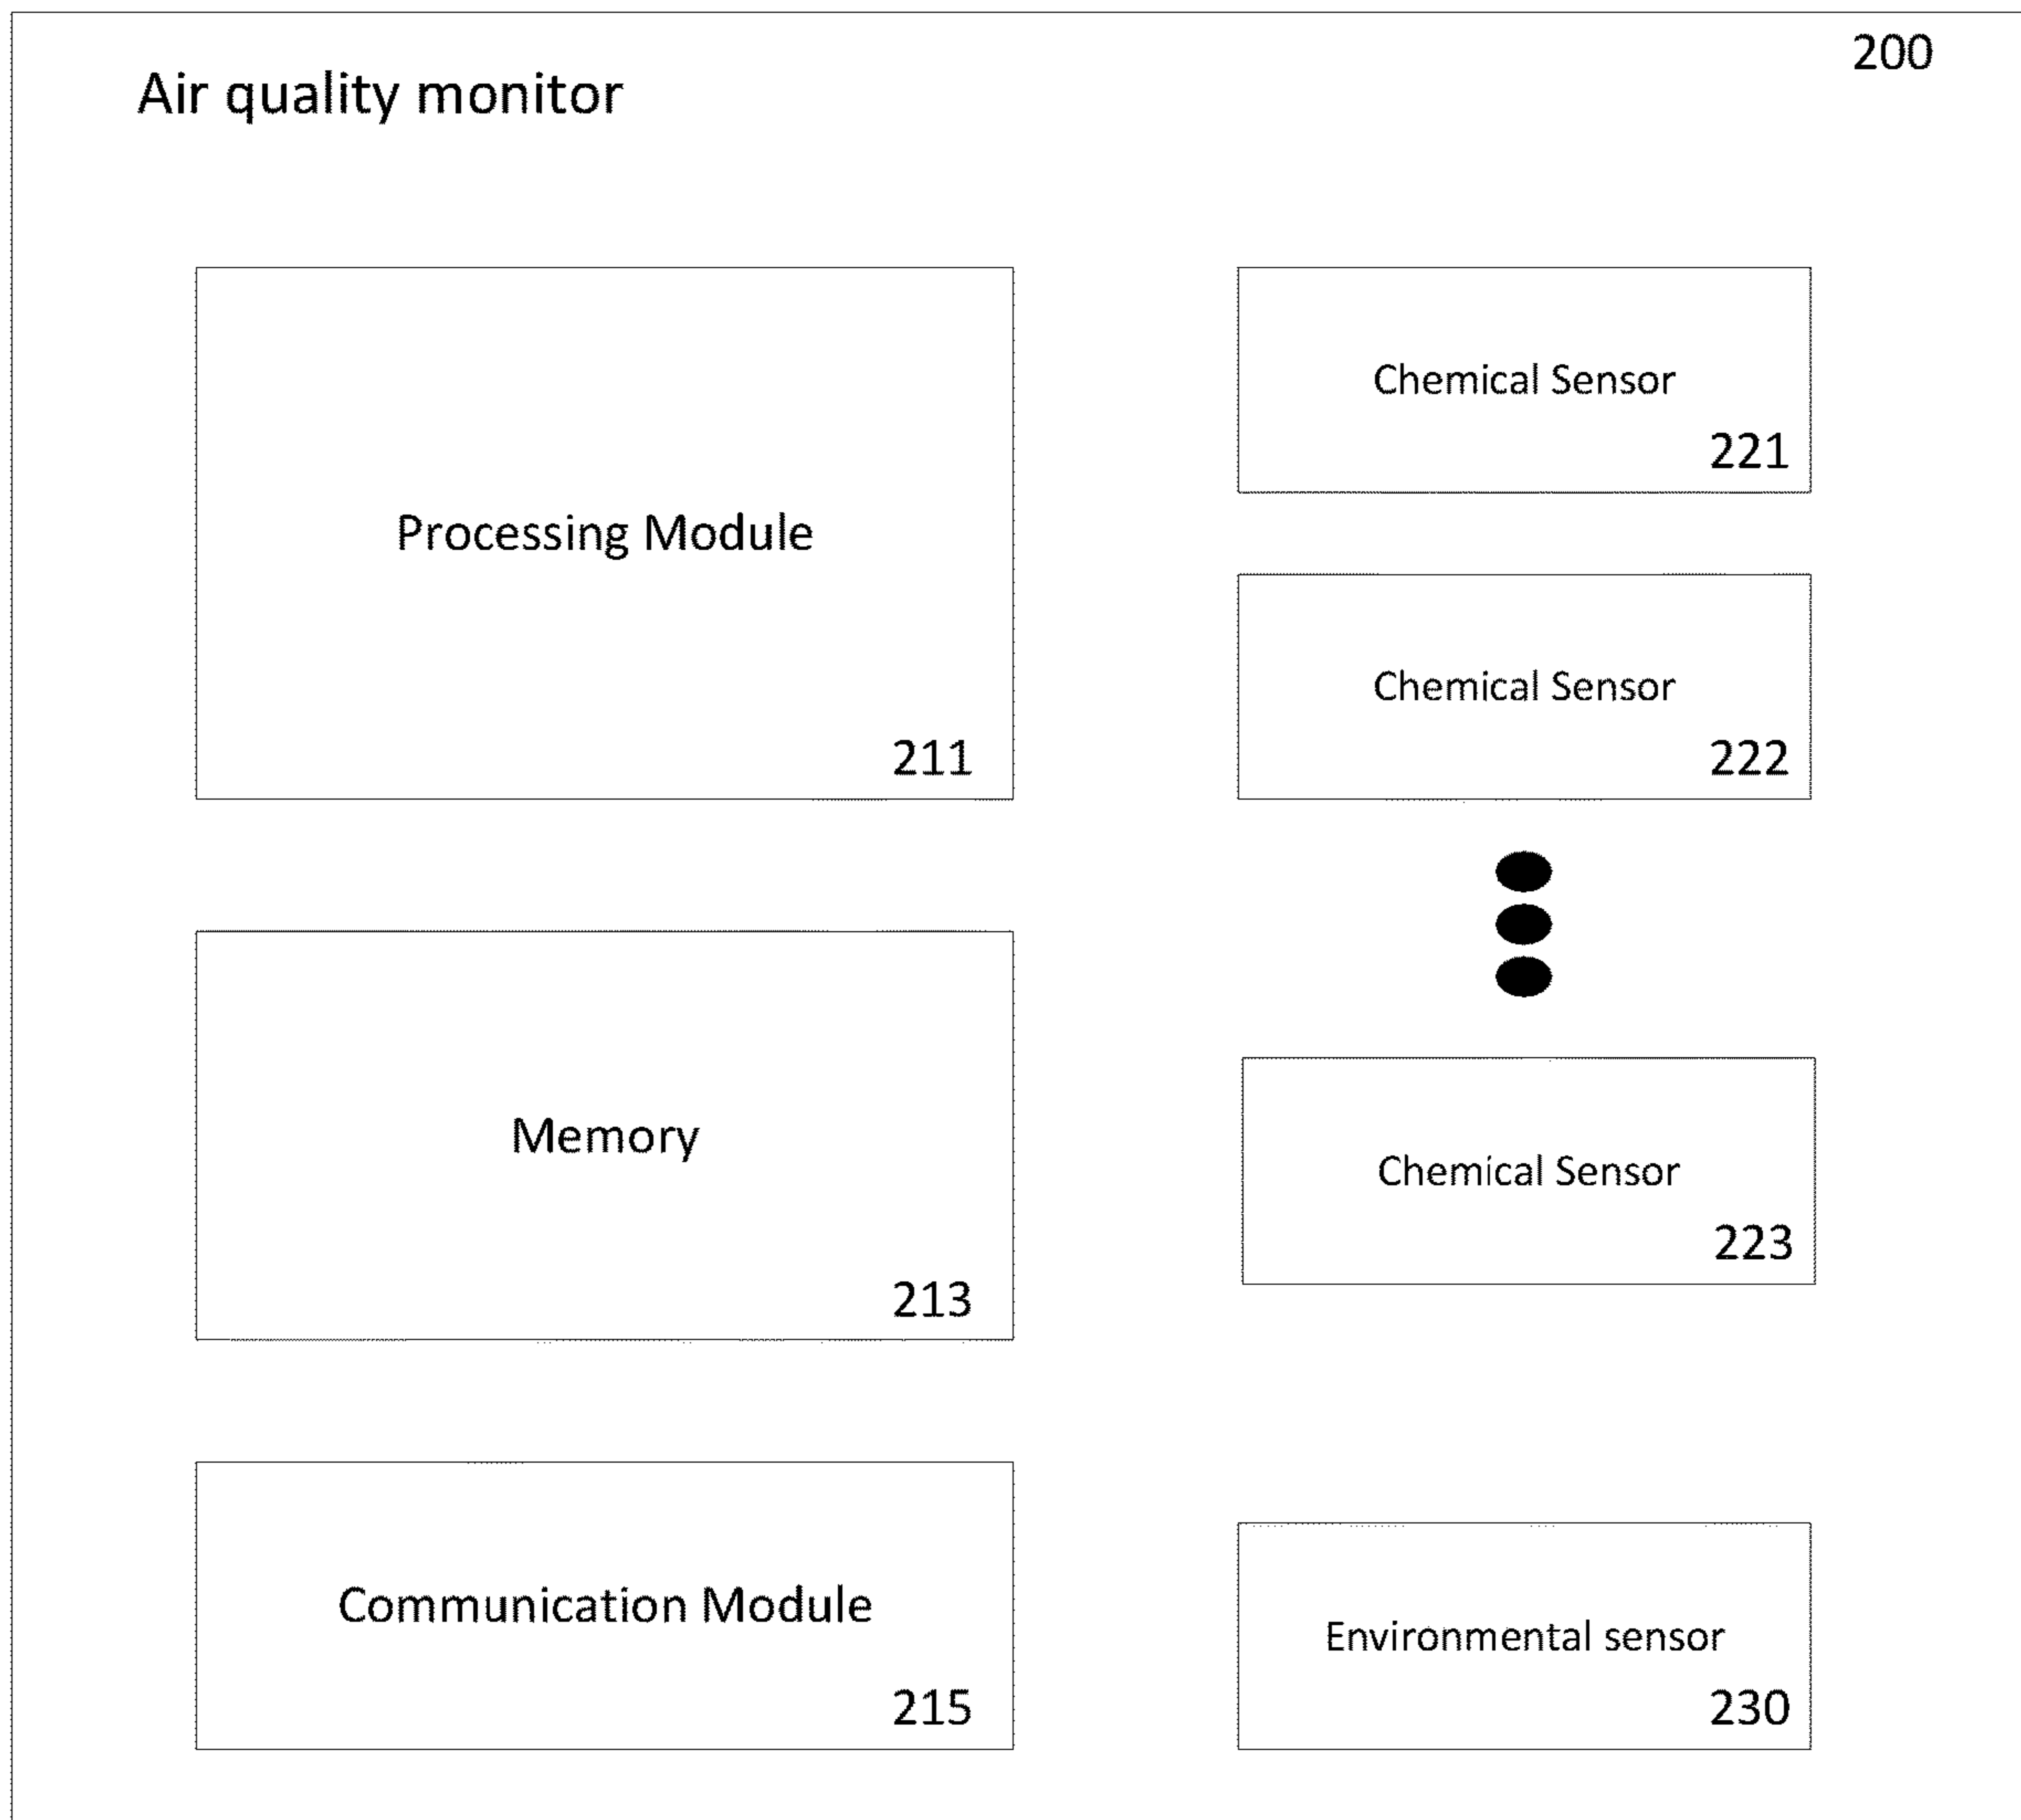 200
Air quality monitor
Processing Module
211
Memory
213
Communication Module
215
Chemical Sensor
221
Chemical Sensor
222
Chemical Sensor
223
Environmental sensor
230